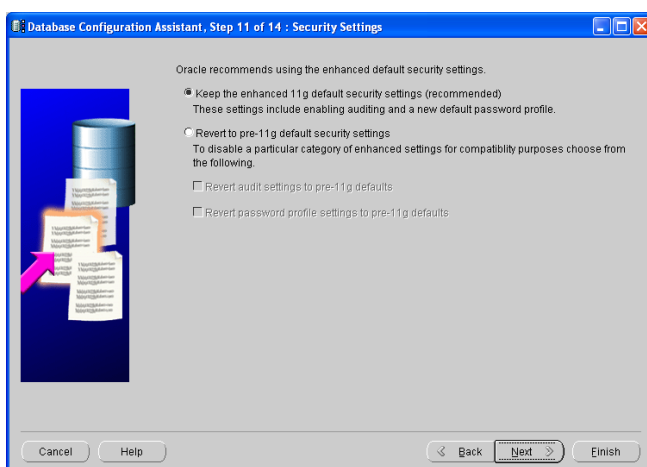 Database Configuration Assistant, Step 11 of 14 : Security Settings
Oracle recommends using the enhanced default security settings.
Keep the enhanced 11g default security settings (recommended)
These settings include enabling auditing and a new default password profile.
Revert to pre-11g default security settings
To disable a particular category of enhanced settings for compatiblity purposes choose from
the following.
Revert audit settings to pre-11g defaults
Revert password profile settings to pre-11g defaults
Cancel
Help
Back
Next
Finish